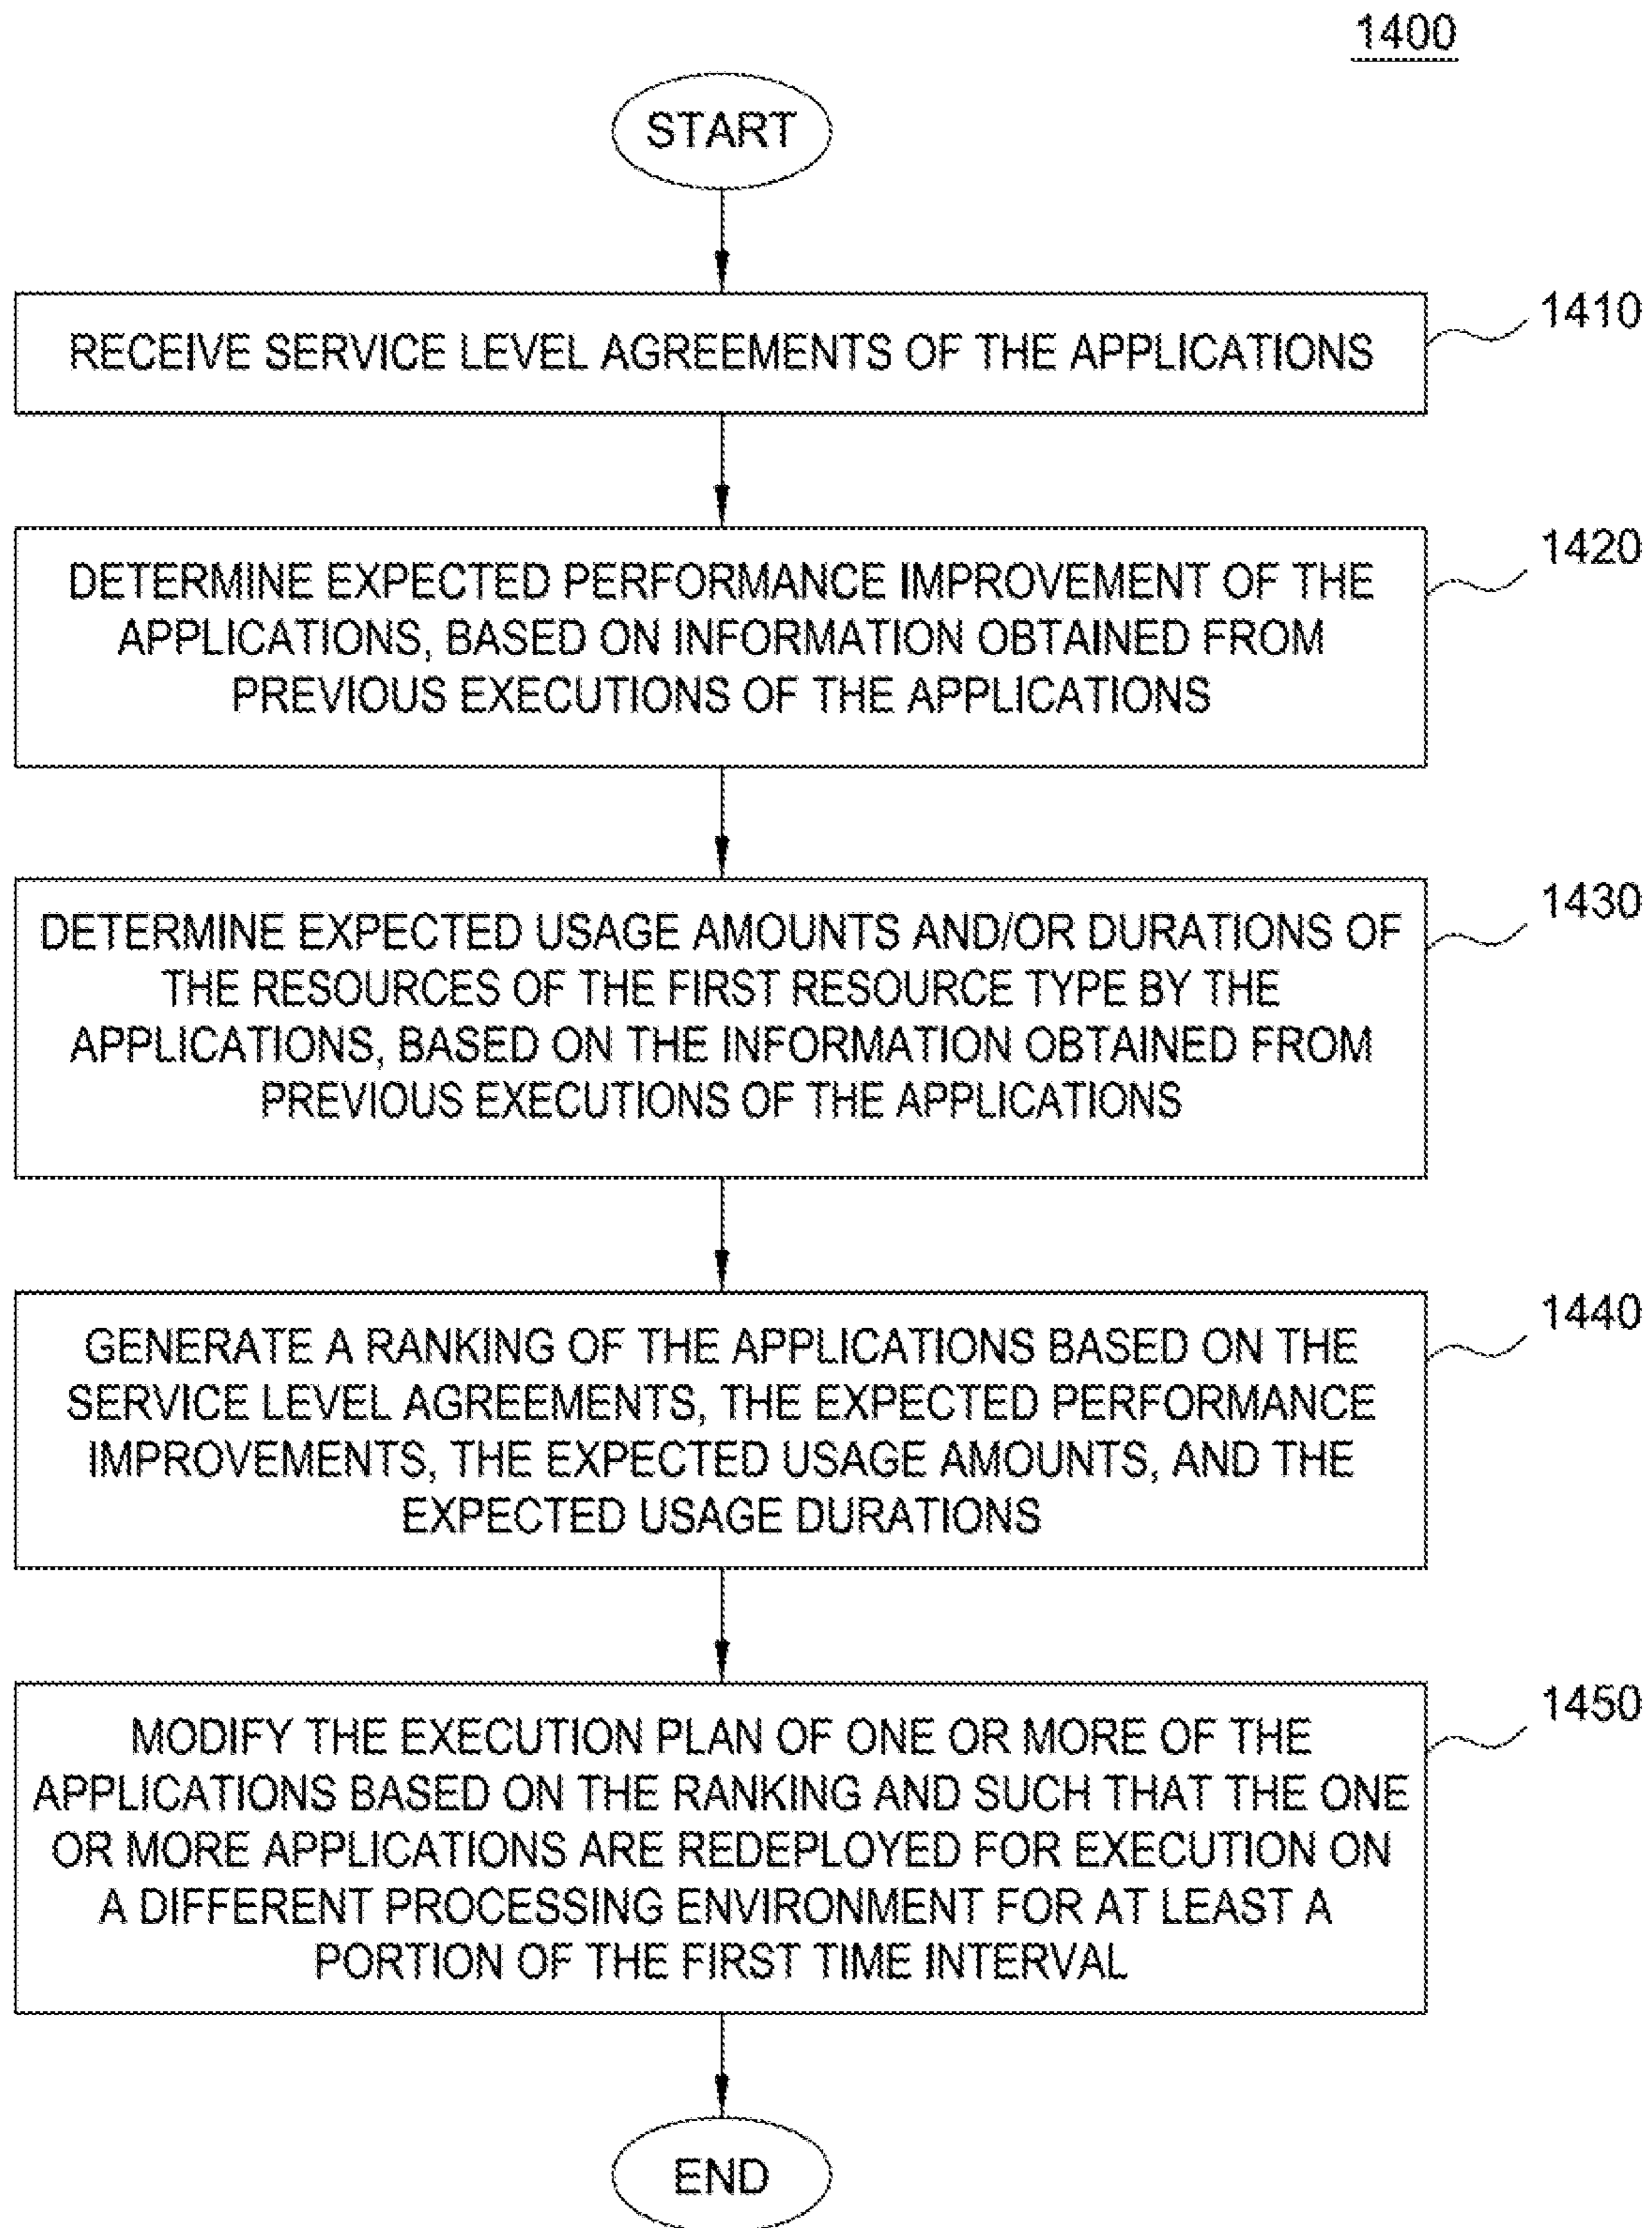 1400
START
RECEIVE SERVICE LEVEL AGREEMENTS OF THE APPLICATIONS
1410
DETERMINE EXPECTED PERFORMANCE IMPROVEMENT OF THE
APPLICATIONS, BASED ON INFORMATION OBTAINED FROM
PREVIOUS EXECUTIONS OF THE APPLICATIONS
1420
DETERMINE EXPECTED USAGE AMOUNTS AND/OR DURATIONS OF
THE RESOURCES OF THE FIRST RESOURCE TYPE BY THE
APPLICATIONS, BASED ON THE INFORMATION OBTAINED FROM
PREVIOUS EXECUTIONS OF THE APPLICATIONS
1430
GENERATE A RANKING OF THE APPLICATIONS BASED ON THE
SERVICE LEVEL AGREEMENTS, THE EXPECTED PERFORMANCE
IMPROVEMENTS, THE EXPECTED USAGE AMOUNTS, AND THE
EXPECTED USAGE DURATIONS
1440
MODIFY THE EXECUTION PLAN OF ONE OR MORE OF THE
APPLICATIONS BASED ON THE RANKING AND SUCH THAT THE ONE
OR MORE APPLICATIONS ARE REDEPLOYED FOR EXECUTION ON
A DIFFERENT PROCESSING ENVIRONMENT FOR AT LEAST A
PORTION OF THE FIRST TIME INTERVAL
1450
END